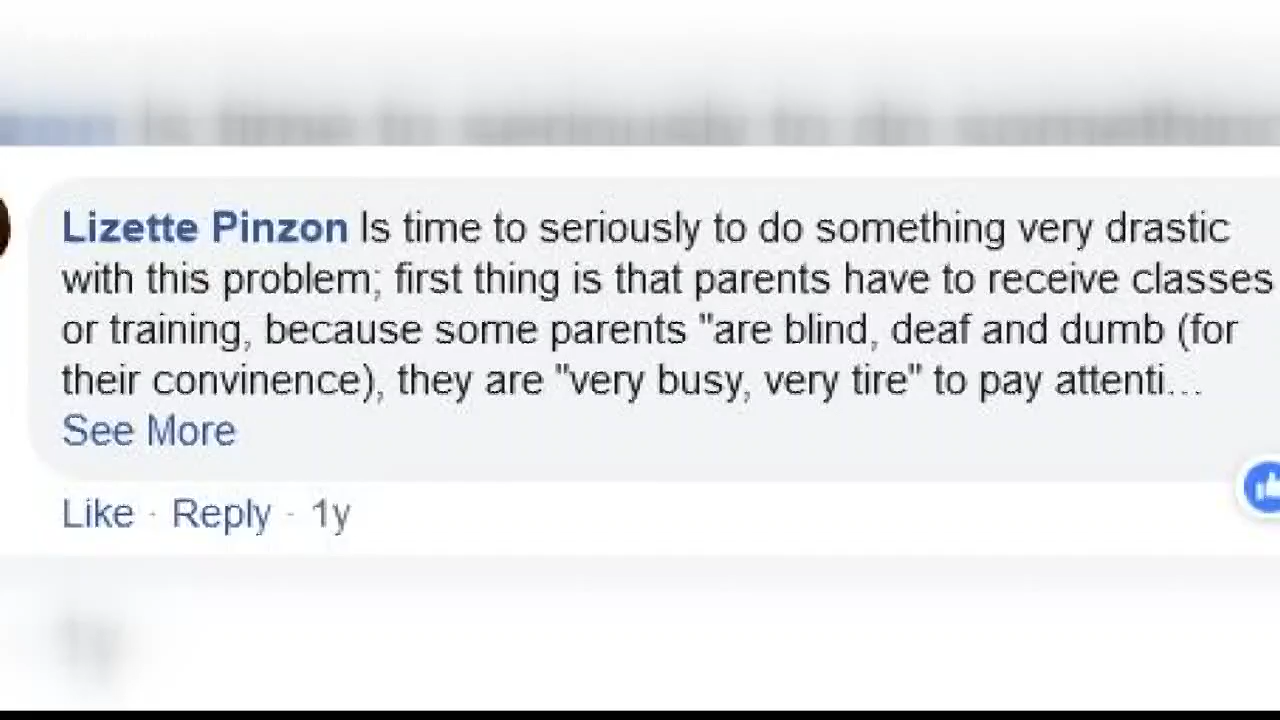 Lizette Pinzon Is time to seriously to do something very drastic
with this problem; first thing is that parents have to receive classes
or training, because some parents "are blind, deaf and dumb (for
their convinence), they are "very busy, very tire" to pay attenti...
See More
Like · Reply · 1y